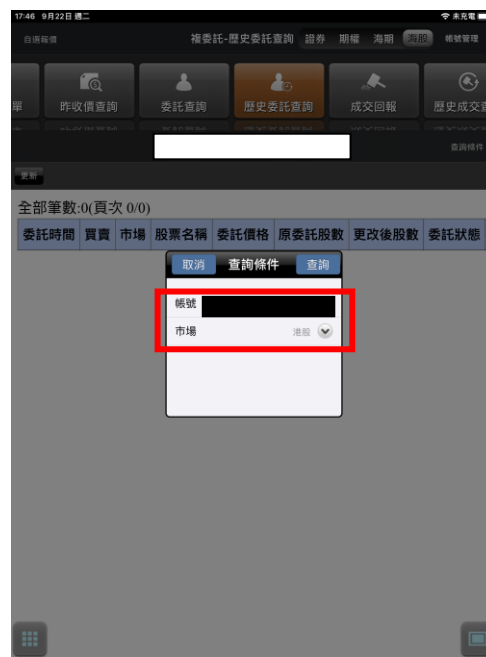 17:46 9月22日 週二
未充電
自選報價
複委託-歷史委託查詢 證券 期權 海期 海股 帳號管理
單 昨收價查詢 委託查詢 歷史委託查詢 成交回報 歷史成交查
查詢條件
更新
全部筆數:0(頁次 0/0)
委託時間 買賣 市場 股票名稱 委託價格 原委託股數 更改後股數 委託狀態
取消 查詢條件 查詢
帳號
市場 港股